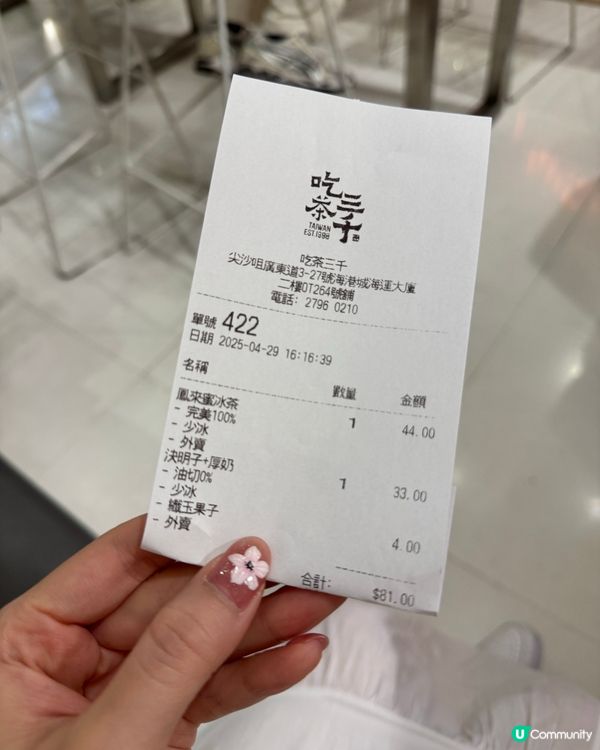 吃茶三千
TAIWAN
EST.1998
吃茶三千
尖沙咀廣東道3-27號海港城海運大廈
二樓OT264號舖
電話: 2796 0210
單號 422
日期 2025-04-29 16:16:39
名稱 數量 金額
鳳來蜜冰茶 1 44.00
- 完美100%
- 少冰
- 外賣
決明子+厚奶 1 33.00
- 油切0%
- 少冰
- 纖玉果子 4.00
- 外賣
合計: $81.00
U Community